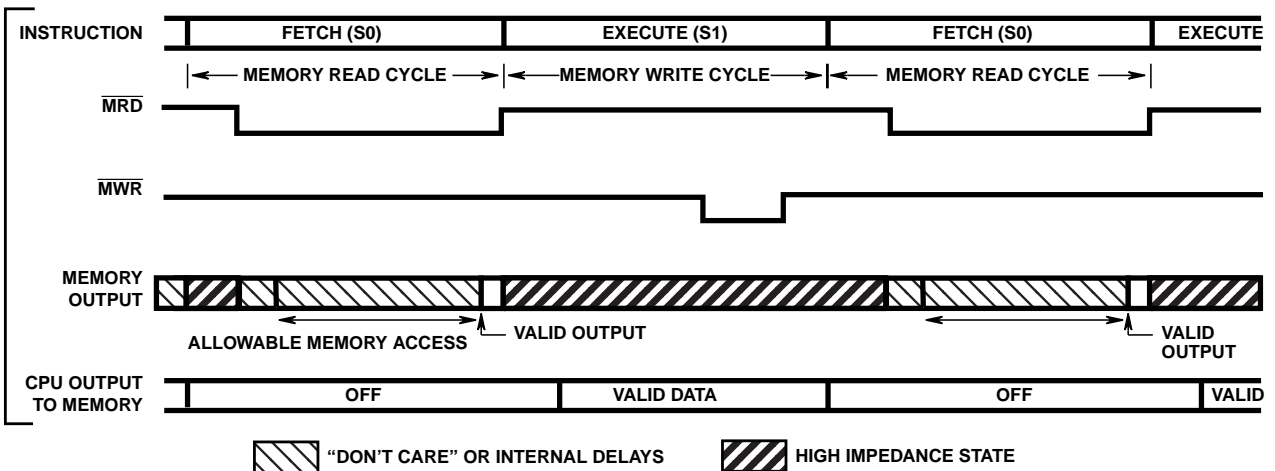 INSTRUCTION FETCH (S0) EXECUTE (S1) FETCH (S0) EXECUTE
MEMORY READ CYCLE MEMORY WRITE CYCLE MEMORY READ CYCLE
MRD
MWR
MEMORY
OUTPUT
ALLOWABLE MEMORY ACCESS
VALID OUTPUT
VALID
OUTPUT
CPU OUTPUT
TO MEMORY
OFF VALID DATA OFF VALID
“DON’T CARE” OR INTERNAL DELAYS HIGH IMPEDANCE STATE